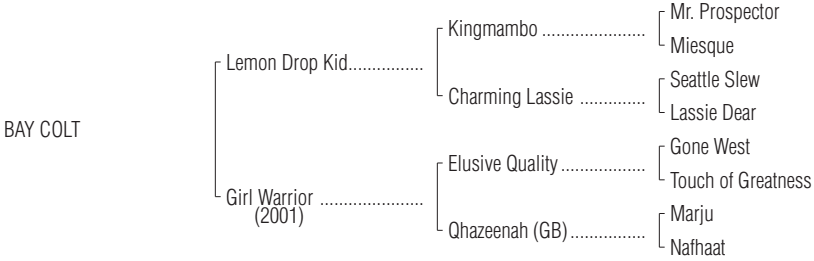 Mr. Prospector
Kingmambo ......................
Miesque
Lemon Drop Kid................
Seattle Slew
Charming Lassie ..............
Lassie Dear
BAY COLT
Gone West
Elusive Quality ..................
Touch of Greatness
Girl Warrior ......................
(2001)
Marju
Qhazeenah (GB)................
Nafhaat